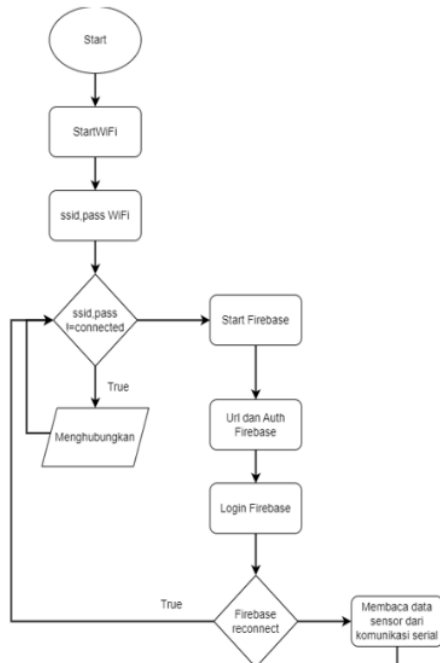 Start
StartWiFi
ssid,pass WiFi
ssid,pass
!=connected
Start Firebase
True
Url dan Auth
Firebase
Menghubungkan
Login Firebase
True
Firebase
reconnect
Membaca data
sensor dari
komunikasi serial